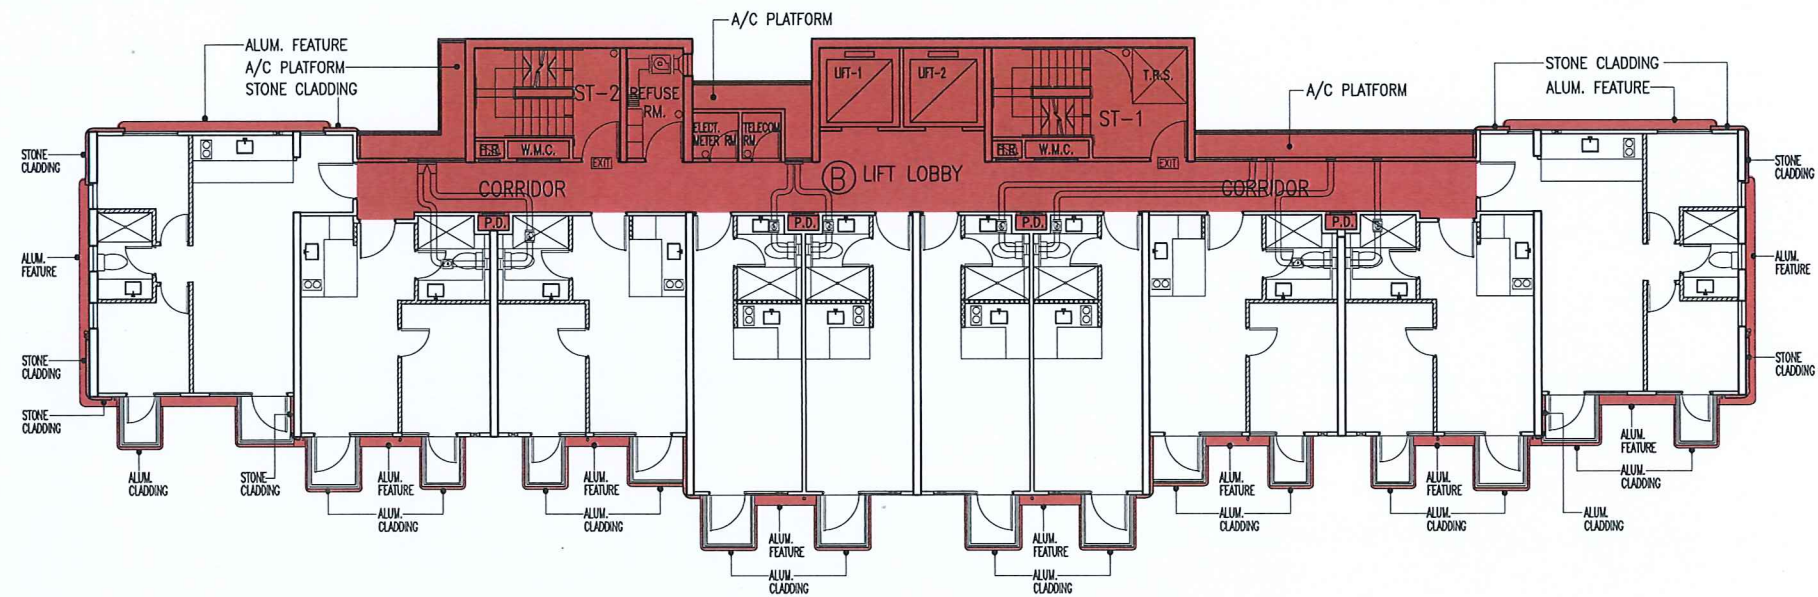 A/C PLATFORM
ALUM. FEATURE
A/C PLATFORM
STONE CLADDING
STONE CLADDING
ALUM. FEATURE
A/C PLATFORM
LIFT-1
LIFT-2
T.R.S.
ST-2
REFUSE
RM.
ELECT.
METER RM.
TELECOM
RM.
ST-1
H.R.
W.M.C.
EXIT
H.R.
W.M.C.
EXIT
CORRIDOR
B
LIFT LOBBY
CORRIDOR
P.D.
P.D.
P.D.
P.D.
STONE
CLADDING
ALUM.
FEATURE
STONE
CLADDING
STONE
CLADDING
STONE
CLADDING
ALUM.
FEATURE
STONE
CLADDING
ALUM.
CLADDING
STONE
CLADDING
ALUM.
FEATURE
ALUM.
CLADDING
ALUM.
FEATURE
ALUM.
CLADDING
ALUM.
FEATURE
ALUM.
CLADDING
ALUM.
FEATURE
ALUM.
CLADDING
ALUM.
FEATURE
ALUM.
CLADDING
ALUM.
FEATURE
ALUM.
CLADDING
ALUM.
CLADDING
ALUM.
FEATURE
ALUM.
CLADDING